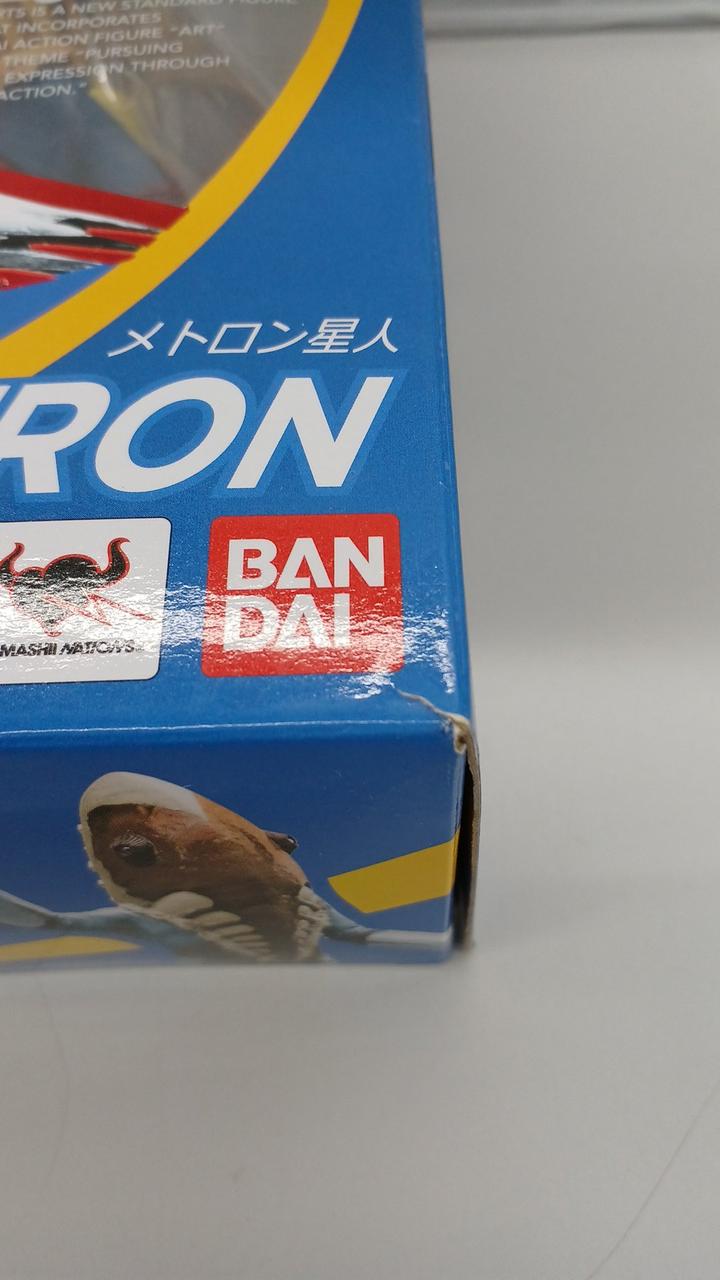 RTS IS A NEW STANDARD FIGURE
T INCORPORATES
I ACTION FIGURE "ART"
THEME "PURSUING
EXPRESSION THROUGH
ACTION."
メトロン星人
RON
MASHII NATIONS
BAN
DAI